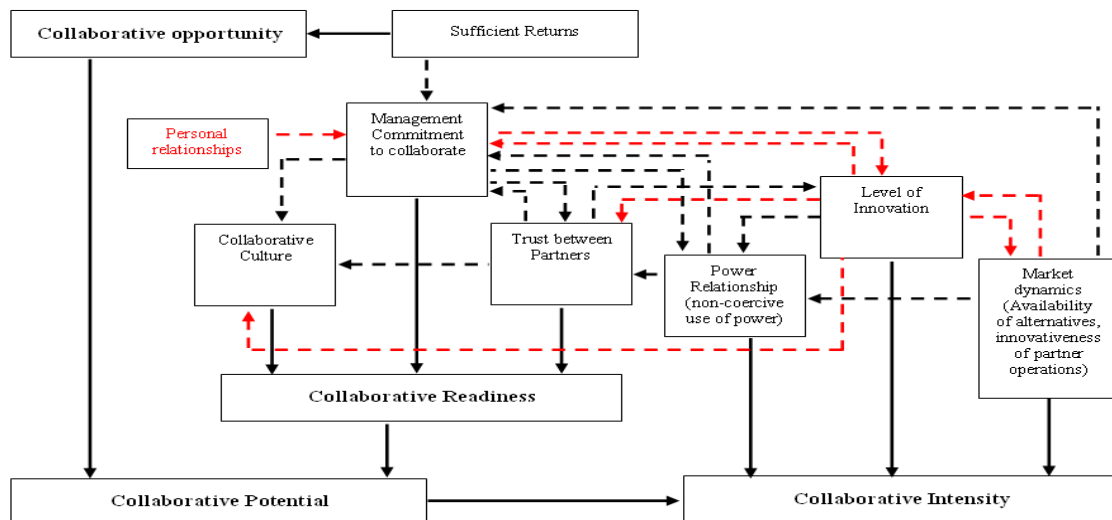 Collaborative opportunity
Sufficient Returns
Management
Commitment
to collaborate
Personal
relationships
Level of
Innovation
Collaborative
Culture
Trust between
Partners
Power
Relationship
(non-coercive
use of power)
Market
dynamics
(Availability
of alternatives,
innovativeness
of partner
operations)
Collaborative Readiness
Collaborative Potential
Collaborative Intensity